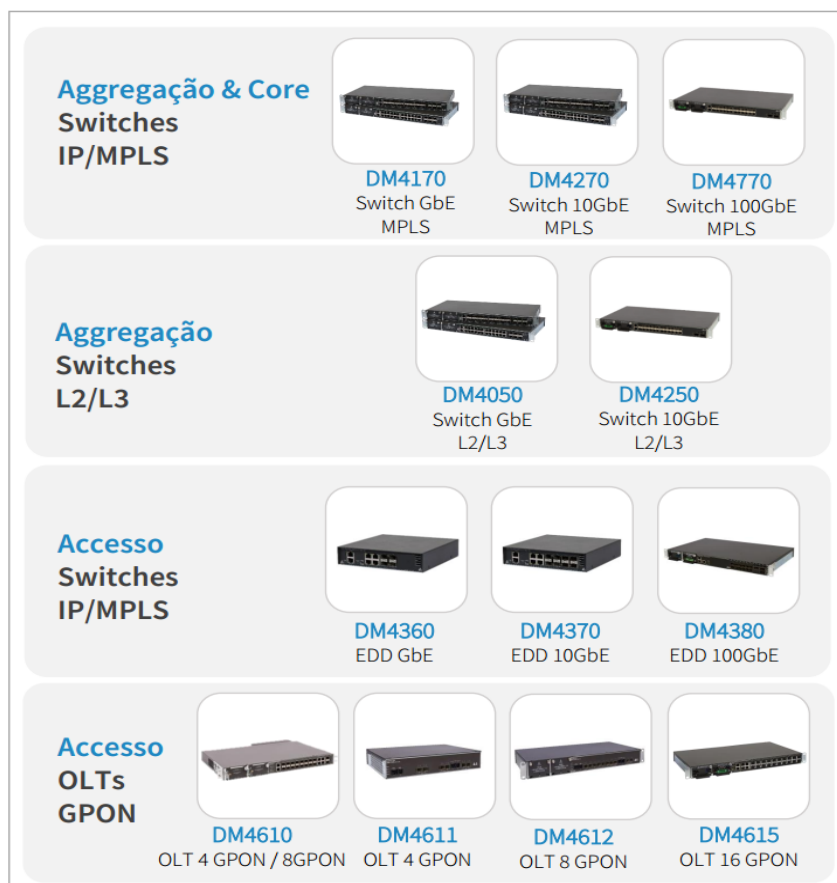 Aggregação & Core
Switches
IP/MPLS
DM4170
Switch GbE
MPLS
DM4270
Switch 10GbE
MPLS
DM4770
Switch 100GbE
MPLS
Aggregação
Switches
L2/L3
DM4050
Switch GbE
L2/L3
DM4250
Switch 10GbE
L2/L3
Accesso
Switches
IP/MPLS
DM4360
EDD GbE
DM4370
EDD 10GbE
DM4380
EDD 100GbE
Accesso
OLTs
GPON
DM4610
OLT 4 GPON / 8GPON
DM4611
OLT 4 GPON
DM4612
OLT 8 GPON
DM4615
OLT 16 GPON